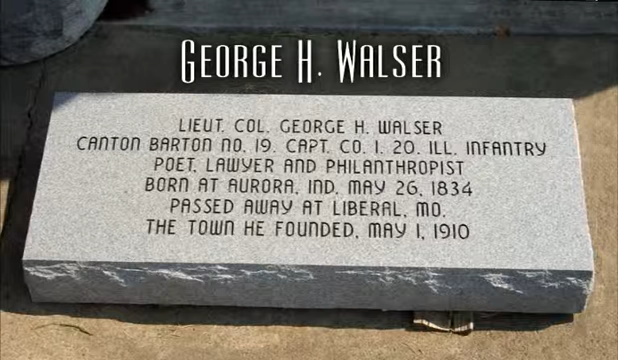 GEORGE H. WALSER
LIEUT. COL. GEORGE H. WALSER
CANTON BARTON NO. 19. CAPT. CO. I. 20. ILL. INFANTRY
POET, LAWYER AND PHILANTHROPIST
BORN AT AURORA, IND. MAY 26, 1834
PASSED AWAY AT LIBERAL, MO.
THE TOWN HE FOUNDED, MAY 1, 1910